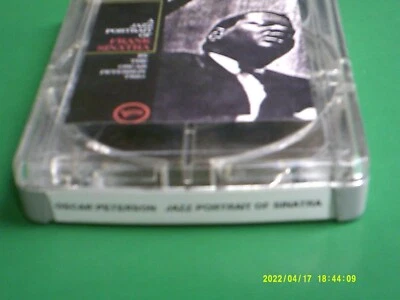 A
JAZZ
PORTRAIT
OF
FRANK
SINATRA
BY
THE
OSCAR
PETERSON
TRIO
OSCAR PETERSON JAZZ PORTRAIT OF SINATRA
2022/04/17 18:44:09